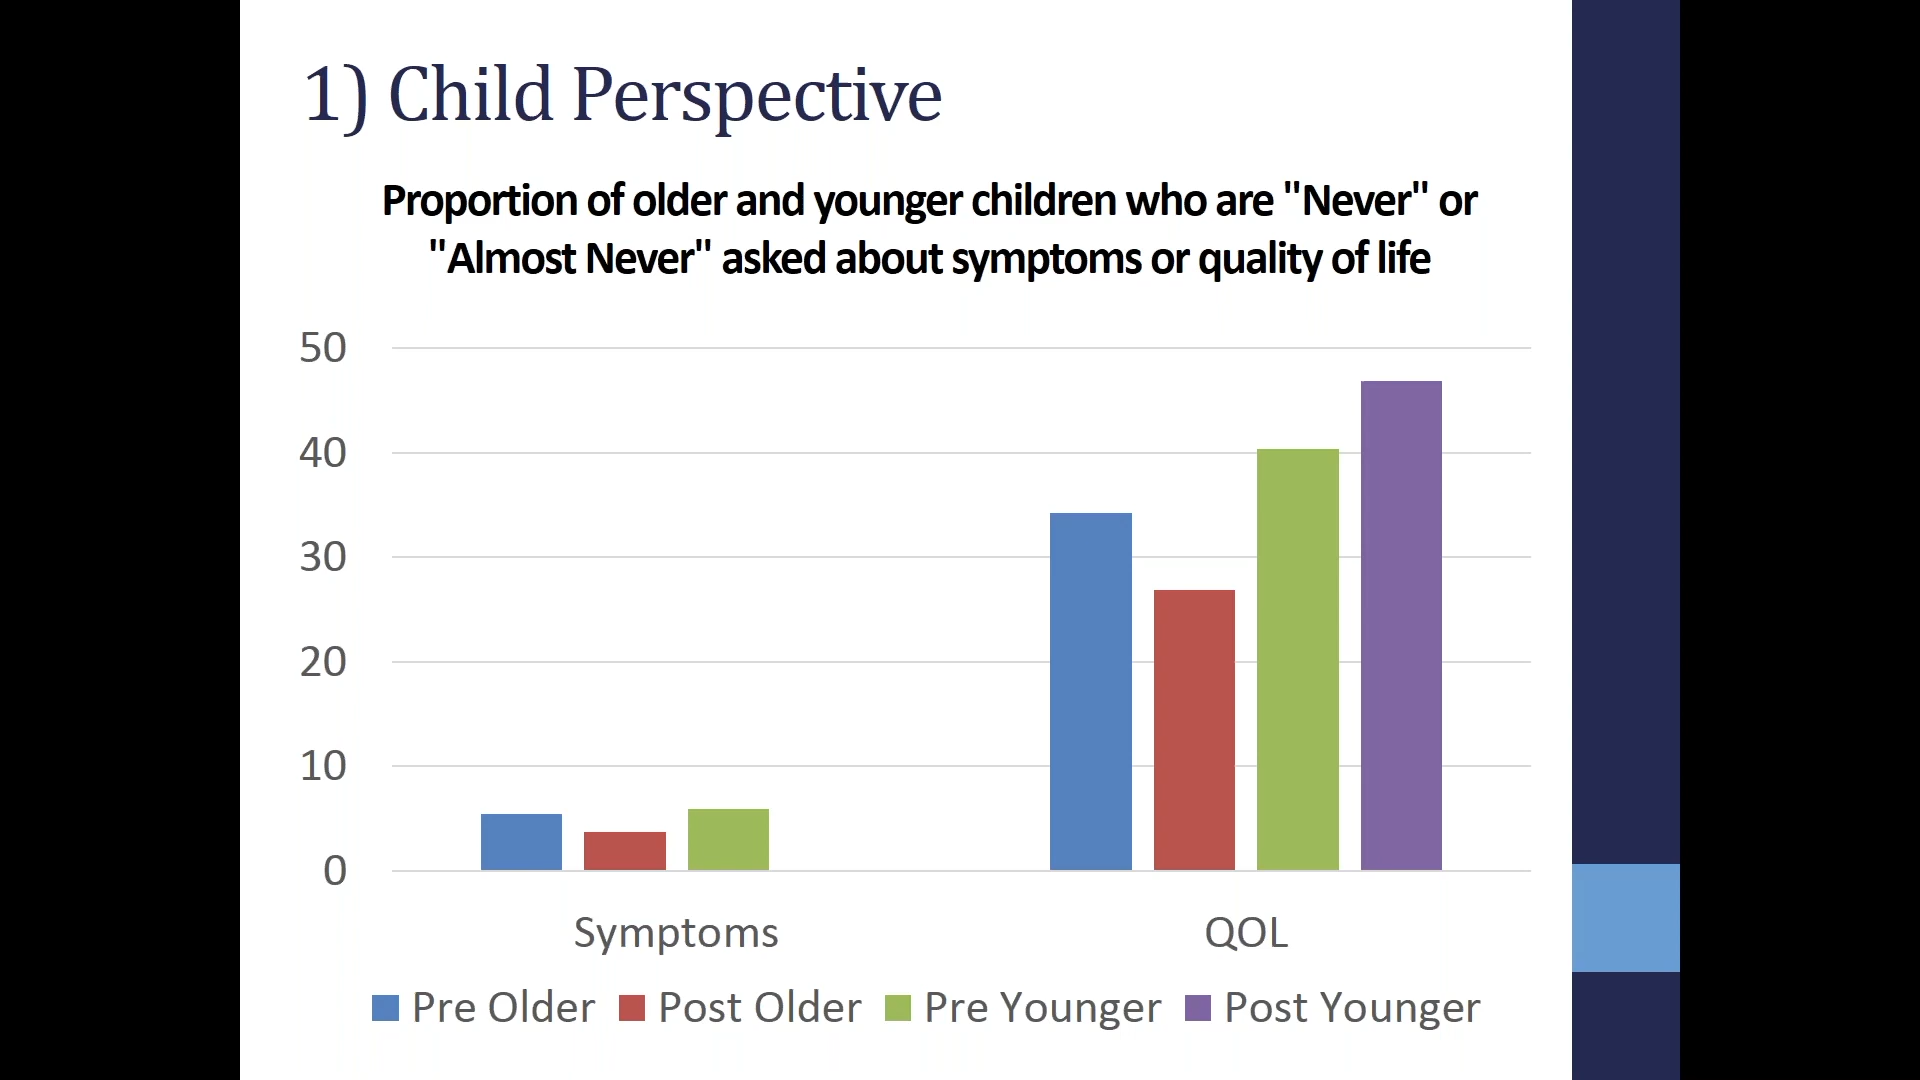 1) Child Perspective
Proportion of older and younger children who are "Never" or
"Almost Never" asked about symptoms or quality of life
50
40
30
20
10
0
Symptoms QOL
Pre Older Post Older Pre Younger Post Younger